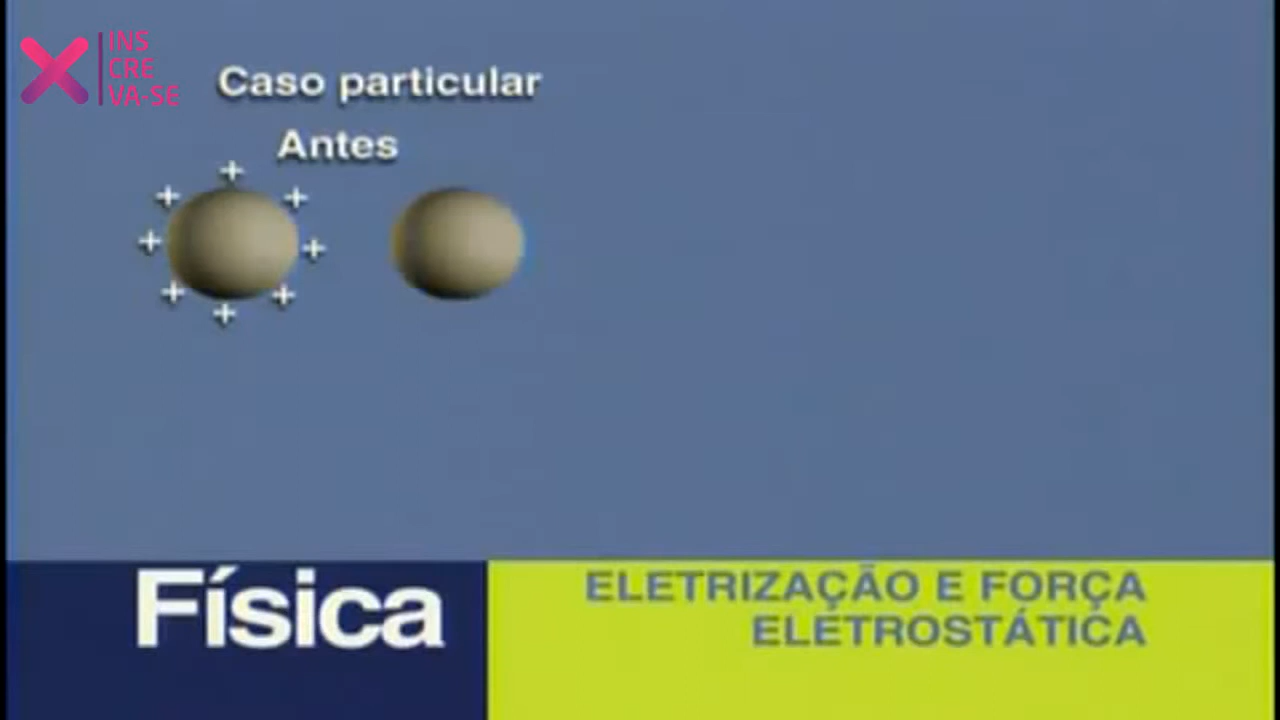 INS
CRE
VA-SE
Caso particular
Antes
+
+ +
+ +
+ +
+
Física
ELETRIZAÇÃO E FORÇA
ELETROSTÁTICA